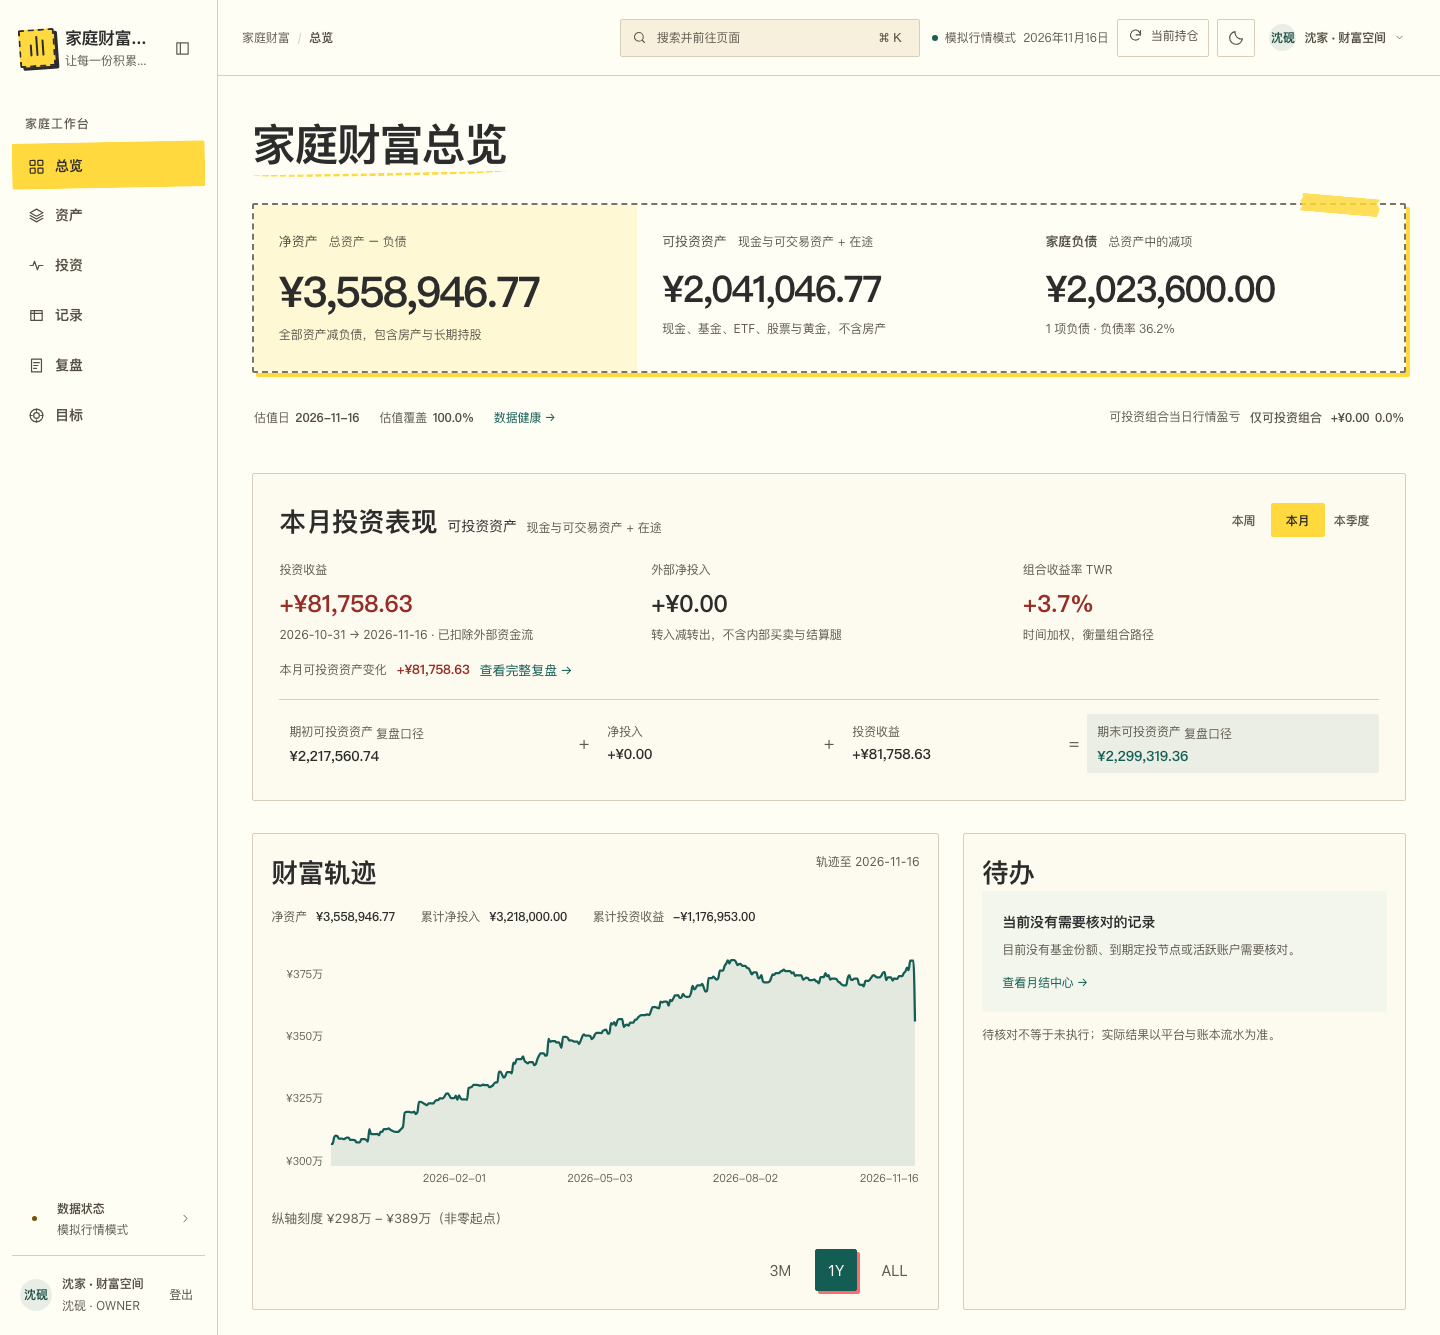 家庭财富...
让每一份积累...
家庭工作台
总览
资产
投资
记录
复盘
目标
数据状态
模拟行情模式
沈砚
沈家 · 财富空间
沈砚 · OWNER
登出
家庭财富 / 总览
搜索并前往页面 ⌘ K
模拟行情模式 2026年11月16日
当前持仓
沈砚 沈家 · 财富空间
家庭财富总览
净资产 总资产 − 负债
¥3,558,946.77
全部资产减负债，包含房产与长期持股
可投资资产 现金与可交易资产 + 在途
¥2,041,046.77
现金、基金、ETF、股票与黄金，不含房产
家庭负债 总资产中的减项
¥2,023,600.00
1 项负债 · 负债率 36.2%
估值日 2026-11-16 估值覆盖 100.0% 数据健康 →
可投资组合当日行情盈亏 仅可投资组合 +¥0.00 0.0%
本月投资表现 可投资资产 现金与可交易资产 + 在途
本周 本月 本季度
投资收益
+¥81,758.63
2026-10-31 → 2026-11-16 · 已扣除外部资金流
外部净投入
+¥0.00
转入减转出，不含内部买卖与结算腿
组合收益率 TWR
+3.7%
时间加权，衡量组合路径
本月可投资资产变化 +¥81,758.63 查看完整复盘 →
期初可投资资产 复盘口径
¥2,217,560.74
+
净投入
+¥0.00
+
投资收益
+¥81,758.63
=
期末可投资资产 复盘口径
¥2,299,319.36
财富轨迹
轨迹至 2026-11-16
净资产 ¥3,558,946.77 累计净投入 ¥3,218,000.00 累计投资收益 −¥1,176,953.00
¥375万
¥350万
¥325万
¥300万
2026-02-01 2026-05-03 2026-08-02 2026-11-16
纵轴刻度 ¥298万 – ¥389万（非零起点）
3M 1Y ALL
待办
当前没有需要核对的记录
目前没有基金份额、到期定投节点或活跃账户需要核对。
查看月结中心 →
待核对不等于未执行；实际结果以平台与账本流水为准。